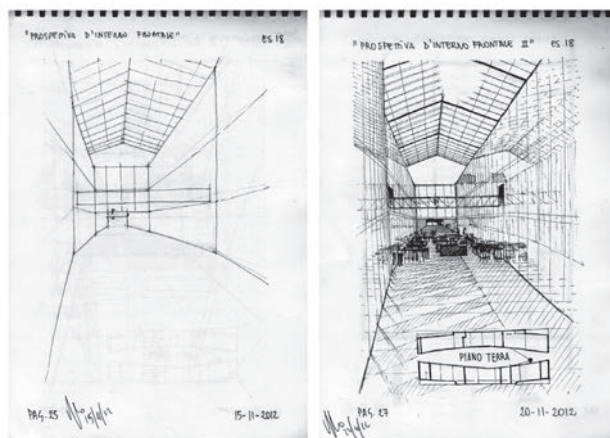 "PROSPETTIVA D'INTERNO FRONTALE" ES.18
PAG. 25 15-11-2012
"PROSPETTIVA D'INTERNO FRONTALE II" ES.18
PIANO TERRA
PAG. 27 20-11-2012